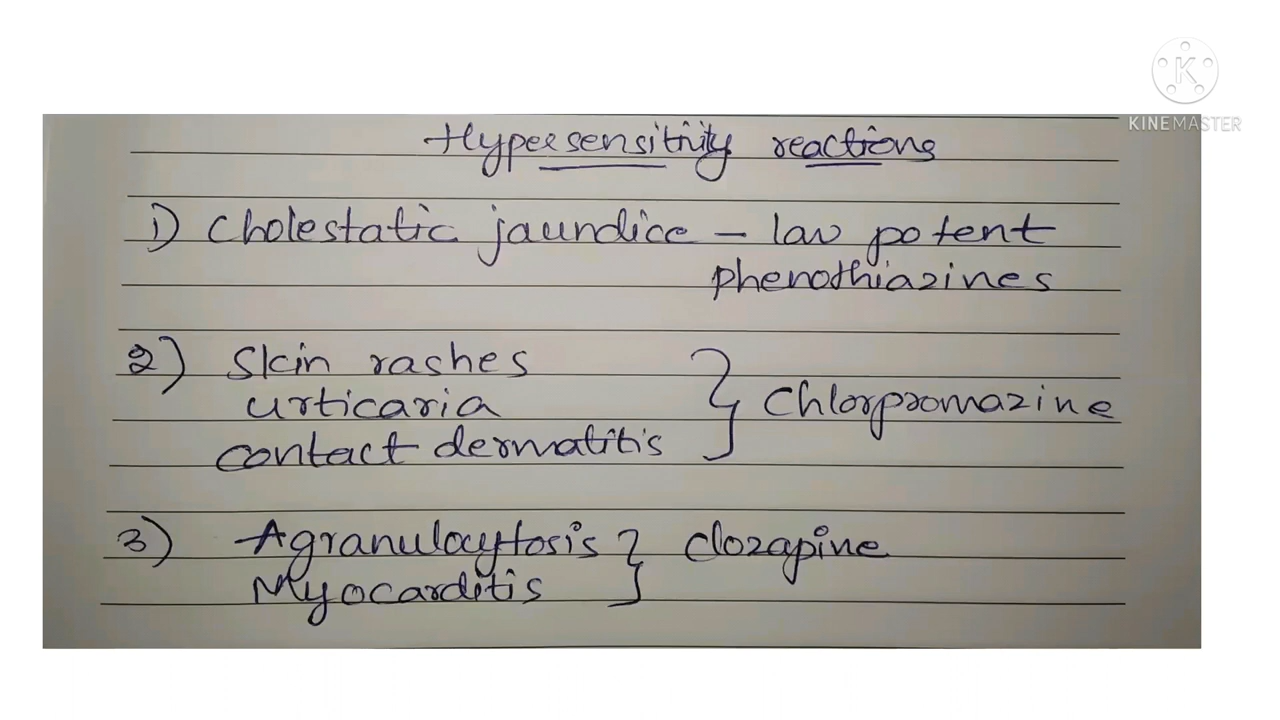 KINEMASTER
Hypersensitivity reactions
1) Cholestatic jaundice - low potent
phenothiazines
2) Skin rashes
urticaria
contact dermatitis
} Chlorpromazine
3) Agranulocytosis
Myocarditis
} clozapine